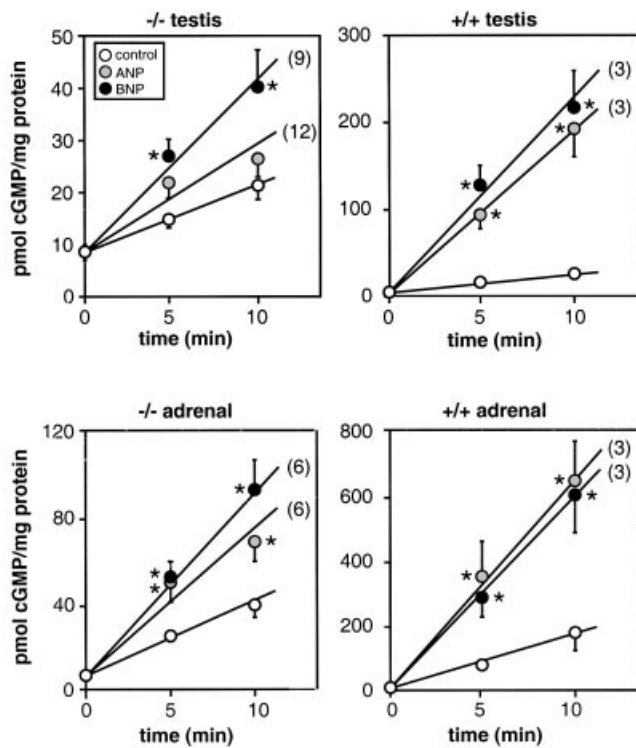 -/- testis
50
40
30
20
10
0
control
ANP
BNP
(9)
*
*
(12)
0 5 10
time (min)
pmol cGMP/mg protein
+/+ testis
300
200
100
0
(3)
(3)
*
*
*
*
0 5 10
time (min)
-/- adrenal
120
80
40
0
(6)
(6)
*
*
*
*
0 5 10
time (min)
pmol cGMP/mg protein
+/+ adrenal
800
600
400
200
0
(3)
(3)
*
*
*
*
0 5 10
time (min)